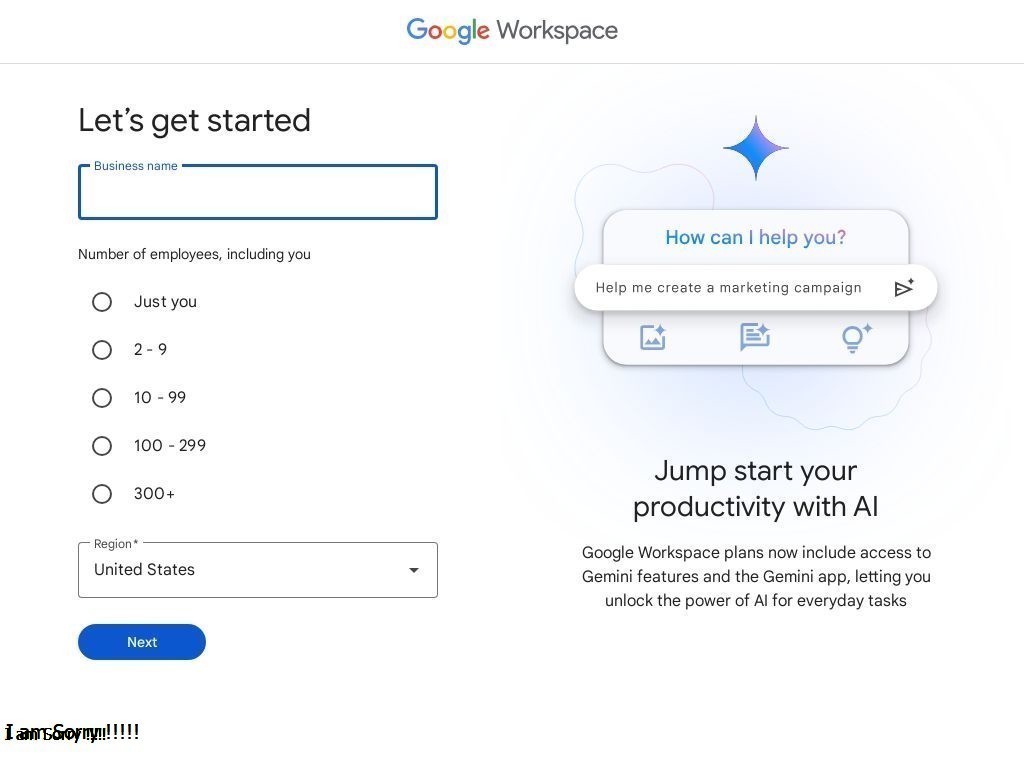 Google Workspace
Let's get started
Business name
Number of employees, including you
Just you
2 - 9
10 - 99
100 - 299
300+
Region*
United States
Next
How can I help you?
Help me create a marketing campaign
Jump start your
productivity with AI
Google Workspace plans now include access to
Gemini features and the Gemini app, letting you
unlock the power of AI for everyday tasks
I am Sorry !!!!!
I am Sorry !!!!!